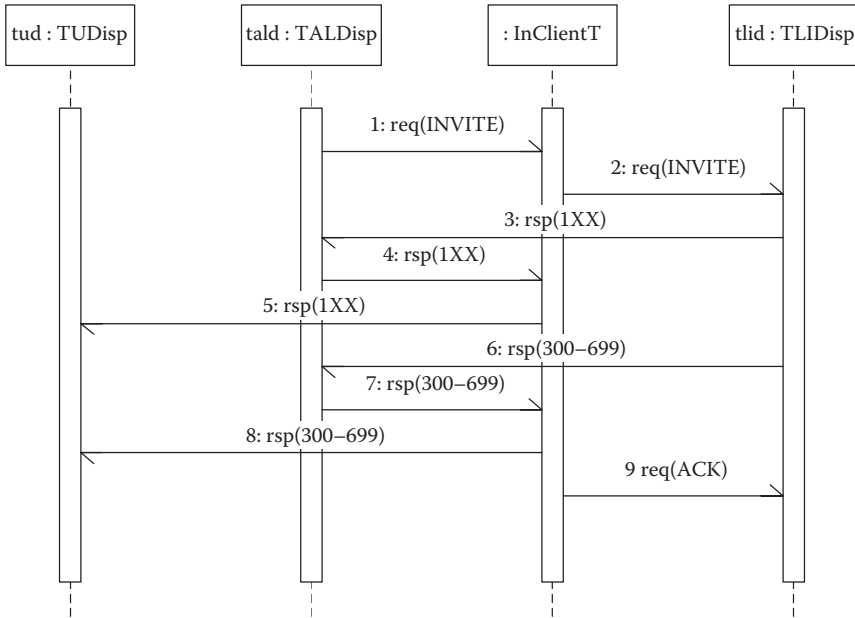 tud : TUDisp
tald : TALDisp
: InClientT
tlid : TLIDisp
1: req(INVITE)
2: req(INVITE)
3: rsp(1XX)
4: rsp(1XX)
5: rsp(1XX)
6: rsp(300–699)
7: rsp(300–699)
8: rsp(300–699)
9 req(ACK)